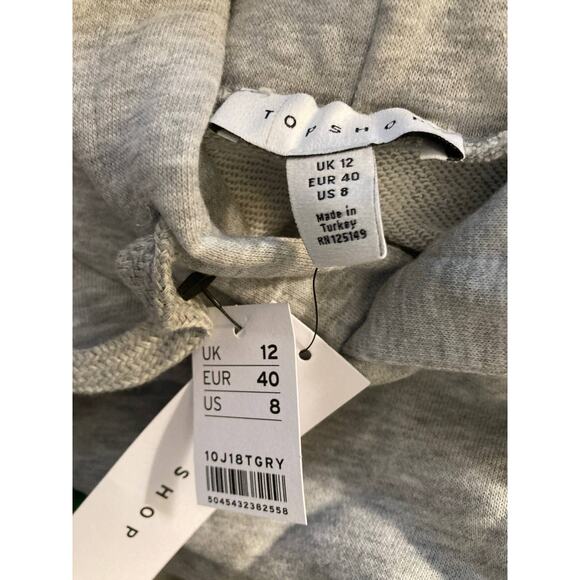 TOPSHO
UK 12
EUR 40
US 8
Made in
Turkey
RN125149
UK 12
EUR 40
US 8
10J18TGRY
5045432382558
SHOP